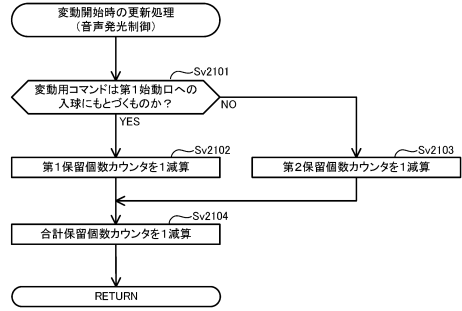 変動開始時の更新処理
(音声発光制御)
Sv2101
変動用コマンドは第1始動口への
入球にもとづくものか?
NO
YES
Sv2102
第1保留個数カウンタを1減算
Sv2103
第2保留個数カウンタを1減算
Sv2104
合計保留個数カウンタを1減算
RETURN